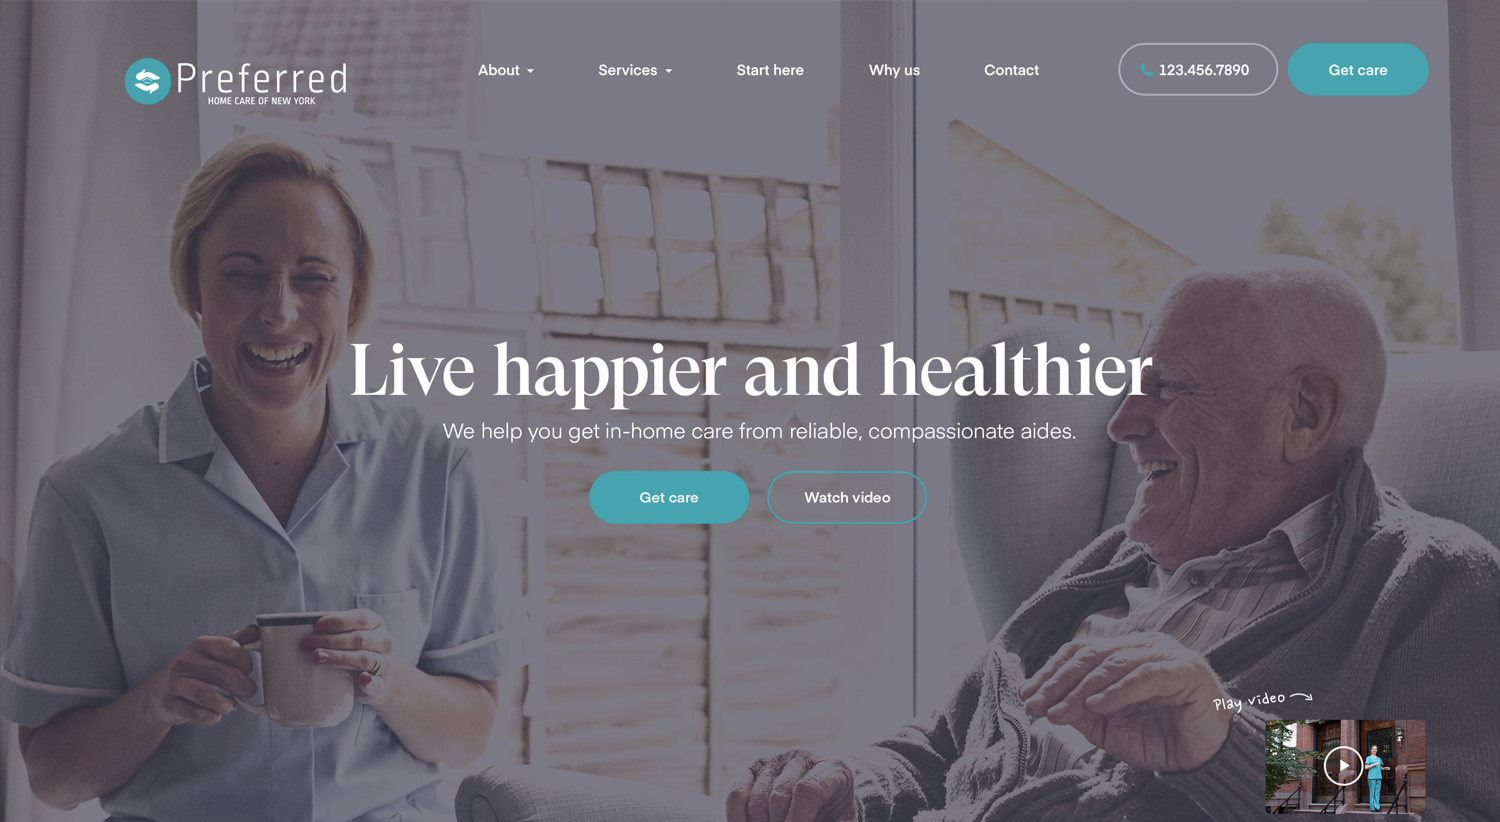 Preferred
HOME CARE OF NEW YORK
About
Services
Start here
Why us
Contact
123.456.7890
Get care
Live happier and healthier
We help you get in-home care from reliable, compassionate aides.
Get care
Watch video
Play video